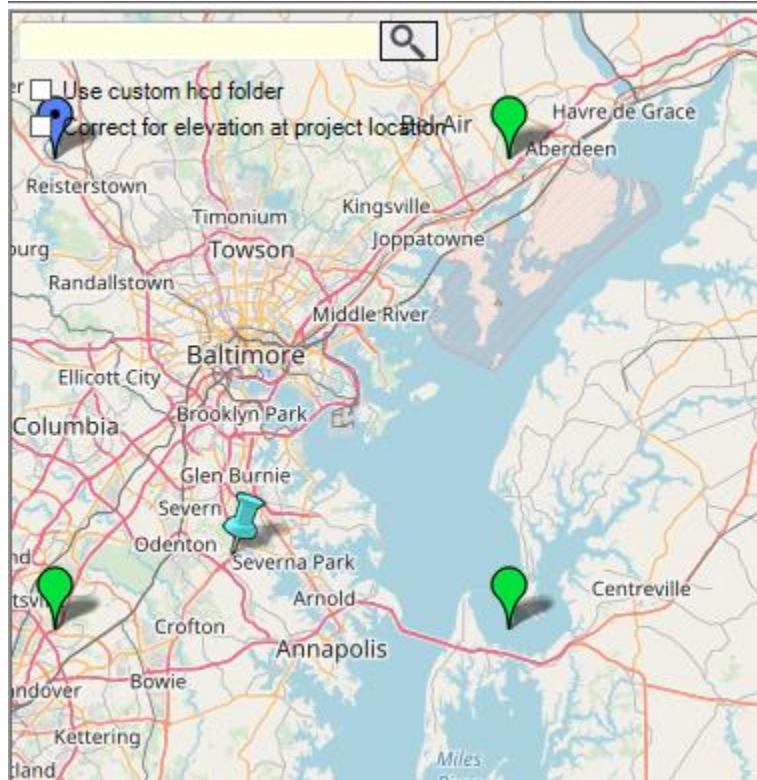 Use custom hcd folder
Correct for elevation at project location
Bel Air
Havre de Grace
Aberdeen
Reisterstown
Kingsville
Timonium
Joppatowne
Towson
Randallstown
Middle River
Baltimore
Ellicott City
Brooklyn Park
Columbia
Glen Burnie
Severn
Odenton
Severna Park
Centreville
Arnold
Crofton
Annapolis
Bowie
Kettering
Miles